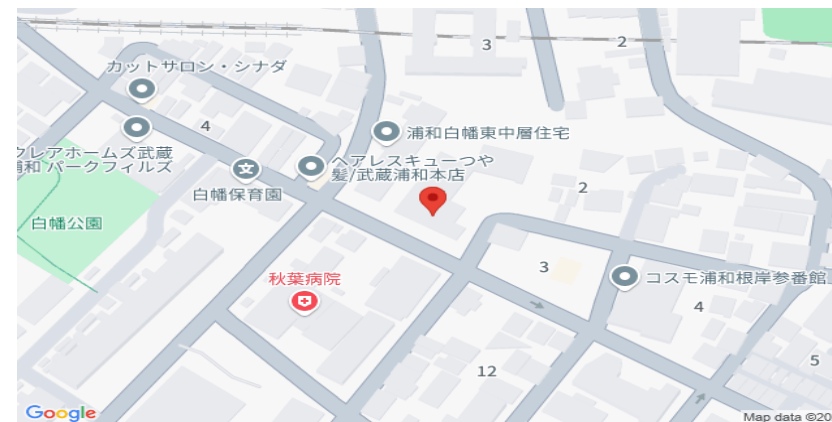 3
2
カットサロン・シナダ
4
浦和白幡東中層住宅
クレアホームズ武蔵
浦和 パークフィルズ
ヘアレスキューつや
髪/武蔵浦和本店
白幡保育園
2
白幡公園
3
秋葉病院
コスモ浦和根岸参番館
4
5
12
Google
Map data ©20